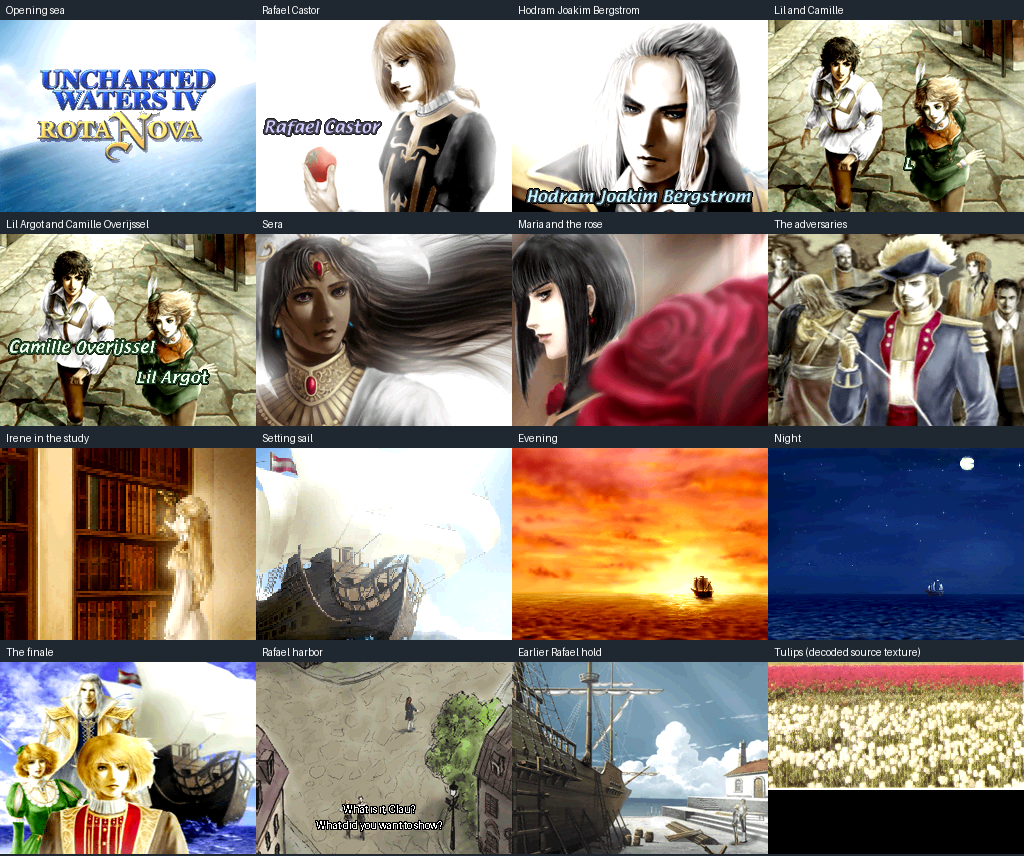 Opening sea
Rafael Castor
Hodram Joakim Bergstrom
Lil and Camille
UNCHARTED
WATERS IV
ROTA NOVA
Rafael Castor
Hodram Joakim Bergstrom
L
Lil Argot and Camille Overijssel
Sera
Maria and the rose
The adversaries
Camille Overijssel
Lil Argot
Irene in the study
Setting sail
Evening
Night
The finale
Rafael harbor
Earlier Rafael hold
Tulips (decoded source texture)
What is it, Clau?
What did you want to show?